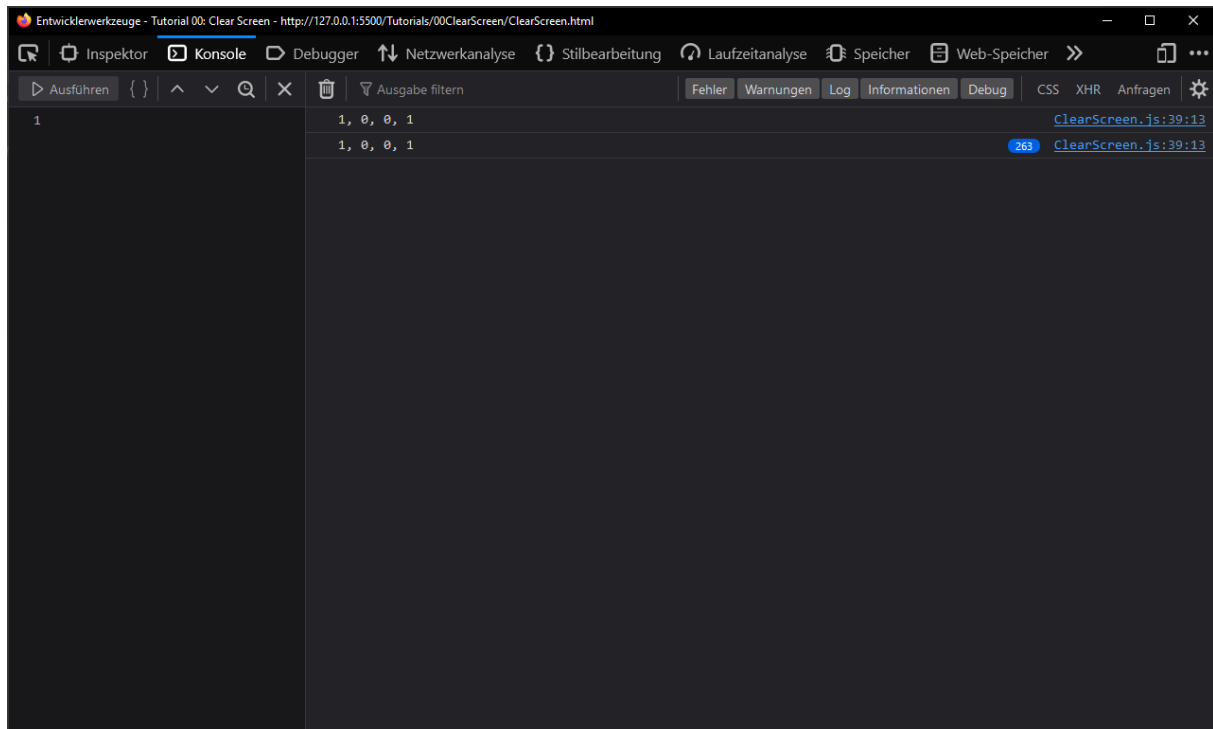 Entwicklerwerkzeuge - Tutorial 00: Clear Screen - http://127.0.0.1:5500/Tutorials/00ClearScreen/ClearScreen.html
Inspektor Konsole Debugger Netzwerkanalyse {} Stilbearbeitung Laufzeitanalyse Speicher Web-Speicher
Ausführen { } Ausgabe filtern Fehler Warnungen Log Informationen Debug CSS XHR Anfragen
1 1, 0, 0, 1 ClearScreen.js:39:13
1, 0, 0, 1 263 ClearScreen.js:39:13